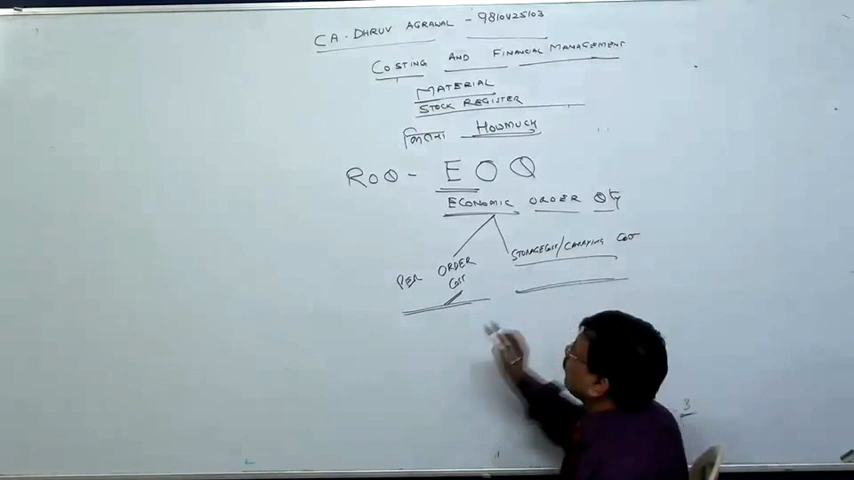 CA. DHRUV AGRAWAL - 9810425103
COSTING AND FINANCIAL MANAGEMENT
MATERIAL
STOCK REGISTER
कितना HOWMUCH
ROQ - EOQ
ECONOMIC ORDER QTY
PER ORDER COST
STORAGE COST/CARRYING COST
3